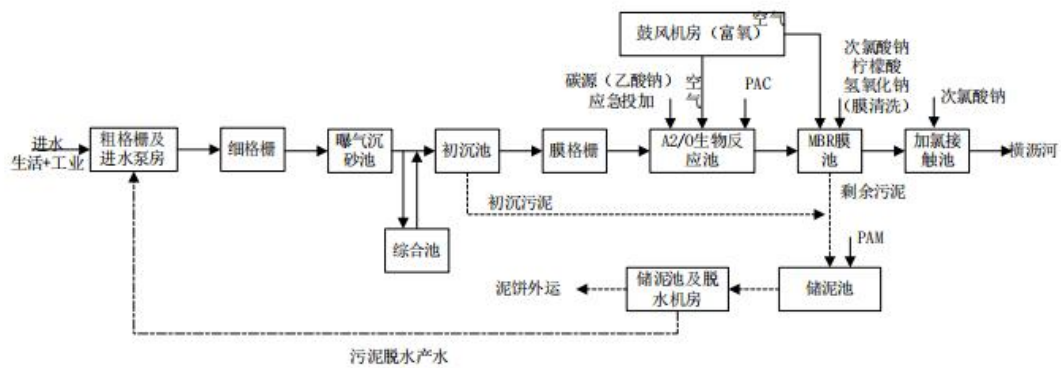 空气
鼓风机房（富氧）
次氯酸钠
柠檬酸
氢氧化钠
（膜清洗）
碳源（乙酸钠）
应急投加
空
气
PAC
次氯酸钠
进水
生活+工业
粗格栅及
进水泵房
细格栅
曝气沉
砂池
初沉池
膜格栅
A2/O生物反
应池
MBR膜
池
加氯接
触池
横沥河
初沉污泥
剩余污泥
综合池
PAM
泥饼外运
储泥池及脱
水机房
储泥池
污泥脱水产水